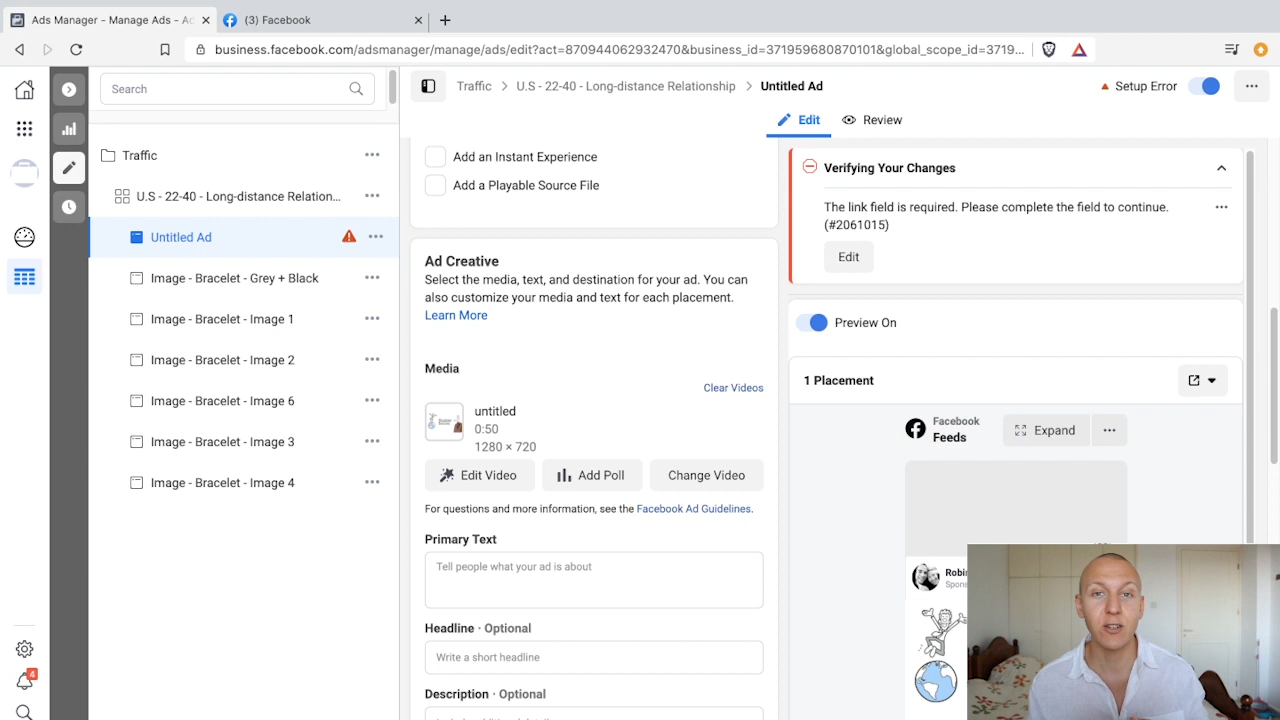 Ads Manager - Manage Ads - Ad
(3) Facebook
business.facebook.com/adsmanager/manage/ads/edit?act=870944062932470&business_id=371959680870101&global_scope_id=3719...
Search
Traffic
U.S - 22-40 - Long-distance Relation...
Untitled Ad
Image - Bracelet - Grey + Black
Image - Bracelet - Image 1
Image - Bracelet - Image 2
Image - Bracelet - Image 6
Image - Bracelet - Image 3
Image - Bracelet - Image 4
4
Traffic
U.S - 22-40 - Long-distance Relationship
Untitled Ad
Setup Error
Edit
Review
Add an Instant Experience
Add a Playable Source File
Ad Creative
Select the media, text, and destination for your ad. You can
also customize your media and text for each placement.
Learn More
Media
Clear Videos
untitled
0:50
1280 × 720
Edit Video
Add Poll
Change Video
For questions and more information, see the Facebook Ad Guidelines.
Primary Text
Tell people what your ad is about
Headline · Optional
Write a short headline
Description · Optional
Verifying Your Changes
The link field is required. Please complete the field to continue.
(#2061015)
Edit
Preview On
1 Placement
Facebook
Feeds
Expand
Robin
Spons